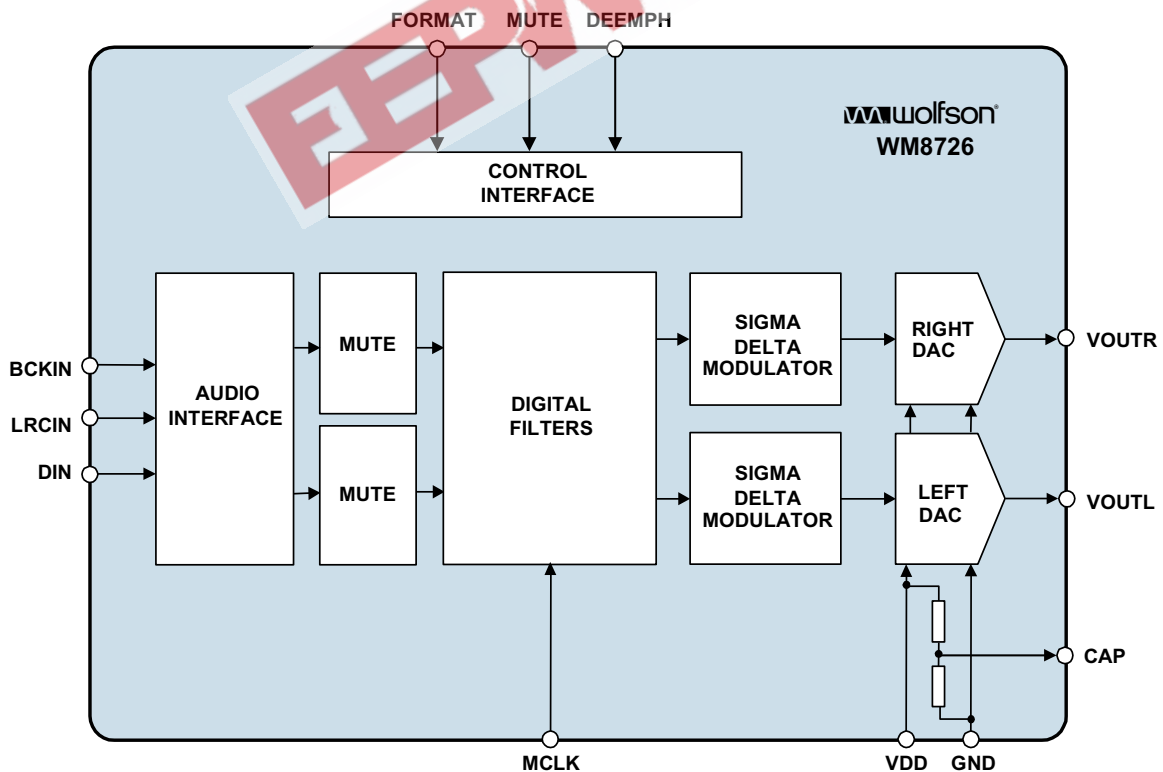 FORMAT MUTE DEEMPH
wolfson®
WM8726
CONTROL
INTERFACE
BCKIN
LRCIN
DIN
AUDIO
INTERFACE
MUTE
MUTE
DIGITAL
FILTERS
SIGMA
DELTA
MODULATOR
SIGMA
DELTA
MODULATOR
RIGHT
DAC
LEFT
DAC
VOUTR
VOUTL
CAP
MCLK
VDD GND